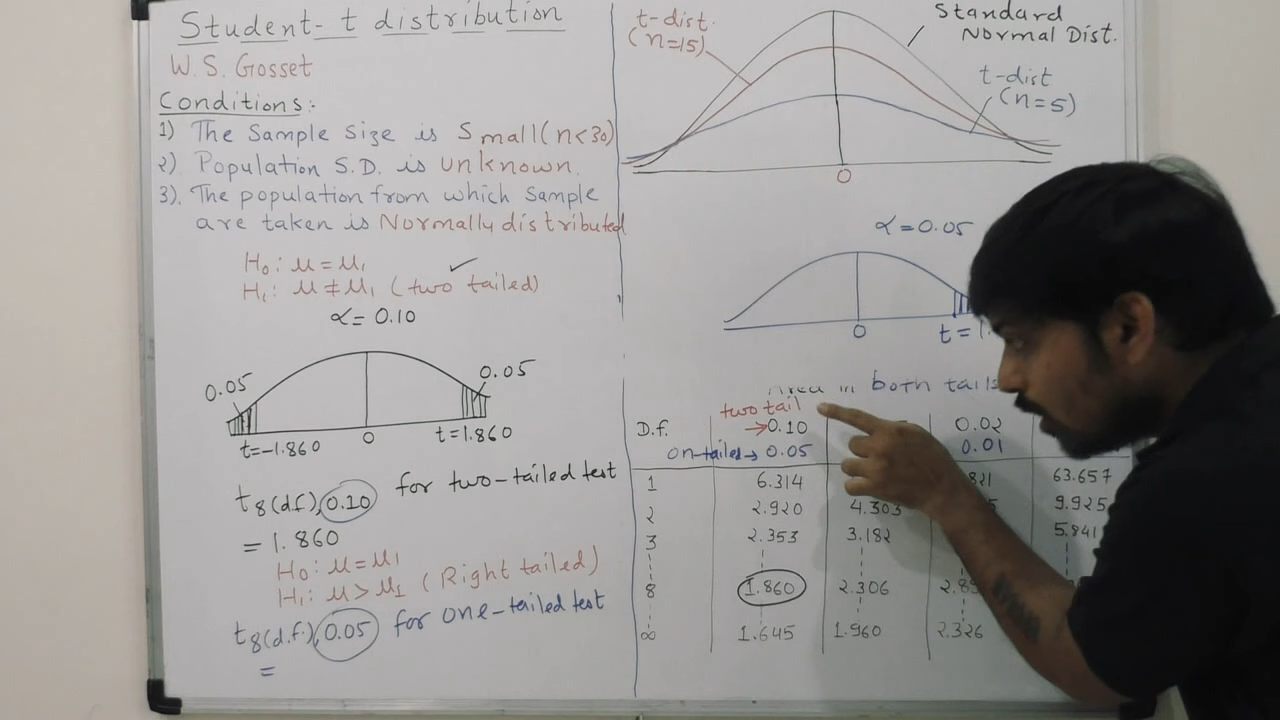 Student-t distribution
W.S. Gosset
Conditions:
1) The Sample Size is Small(n<30)
2) Population S.D. is Unknown.
3). The population from which Sample
are taken is Normally distributed
H₀: μ=μ₁
H₁: μ≠μ₁ (two tailed) ✓
α=0.10
0.05 0.05
t=-1.860 0 t=1.860
t8(d.f),0.10 for two-tailed test
= 1.860
H₀: μ=μ₁
H₁: μ>μ₁ (Right tailed)
t8(d.f.),0.05 for one-tailed test
=
t-dist.
(n=15)
Standard
Normal Dist.
t-dist
(n=5)
0
α=0.05
0 t=1.
Area in both tails
two tail
D.f. →0.10 0.02
on-tailed→ 0.05 0.01
1 6.314 821 63.657
2 2.920 4.303 9.925
3 2.353 3.182 5.841
8 1.860 2.306 2.89
∞ 1.645 1.960 2.326